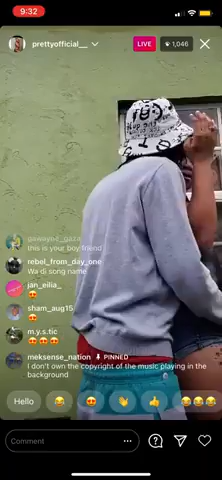 9:32
prettyofficial__
LIVE
1,046
this is your boy friend
rebel_from_day_one
Wa di song name
jan_eilia_
😍
sham_aug15
😍😍
m.y.s.tic
😍😍😍
meksense_nation PINNED
I don't own the copyright of the music playing in the
background
Hello 😂 😍 👏 👍 😂😂😂
Comment